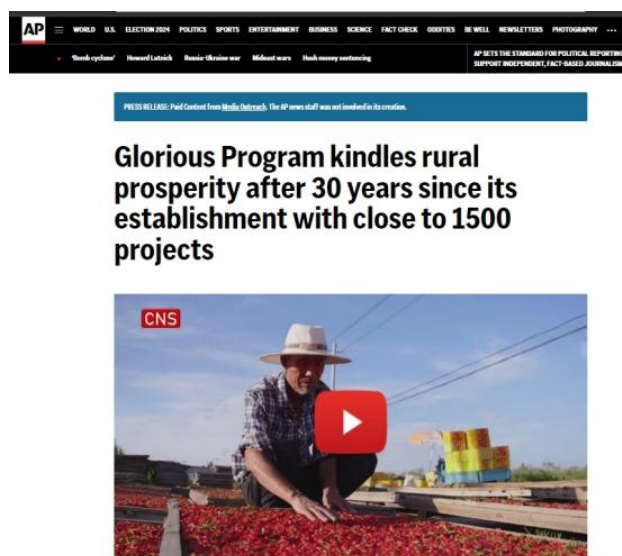 AP
WORLD U.S. ELECTION 2024 POLITICS SPORTS ENTERTAINMENT BUSINESS SCIENCE FACT CHECK ODDITIES BE WELL NEWSLETTERS PHOTOGRAPHY ...
'Bomb cyclone' Howard Lutnick Russia-Ukraine war Mideast wars Hush money sentencing
AP SETS THE STANDARD FOR POLITICAL REPORTING
SUPPORT INDEPENDENT, FACT-BASED JOURNALISM
PRESS RELEASE: Paid Content from Media Outreach. The AP news staff was not involved in its creation.
Glorious Program kindles rural
prosperity after 30 years since its
establishment with close to 1500
projects
CNS